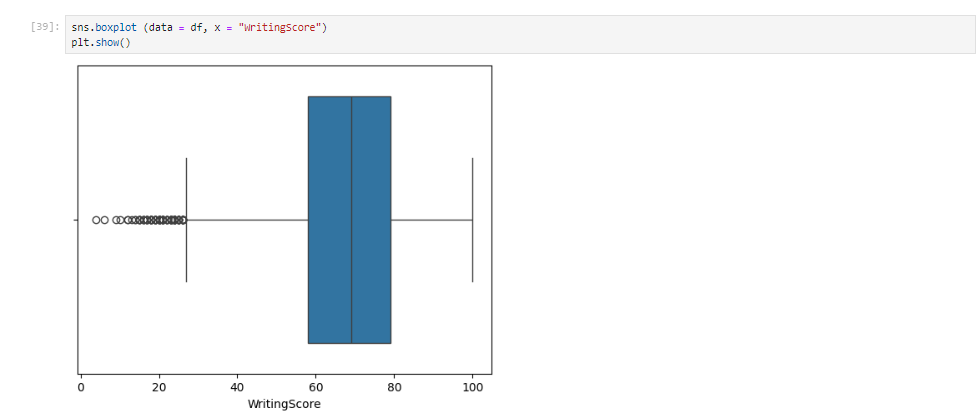 [39]:
sns.boxplot (data = df, x = "WritingScore")
plt.show()
0 20 40 60 80 100
WritingScore